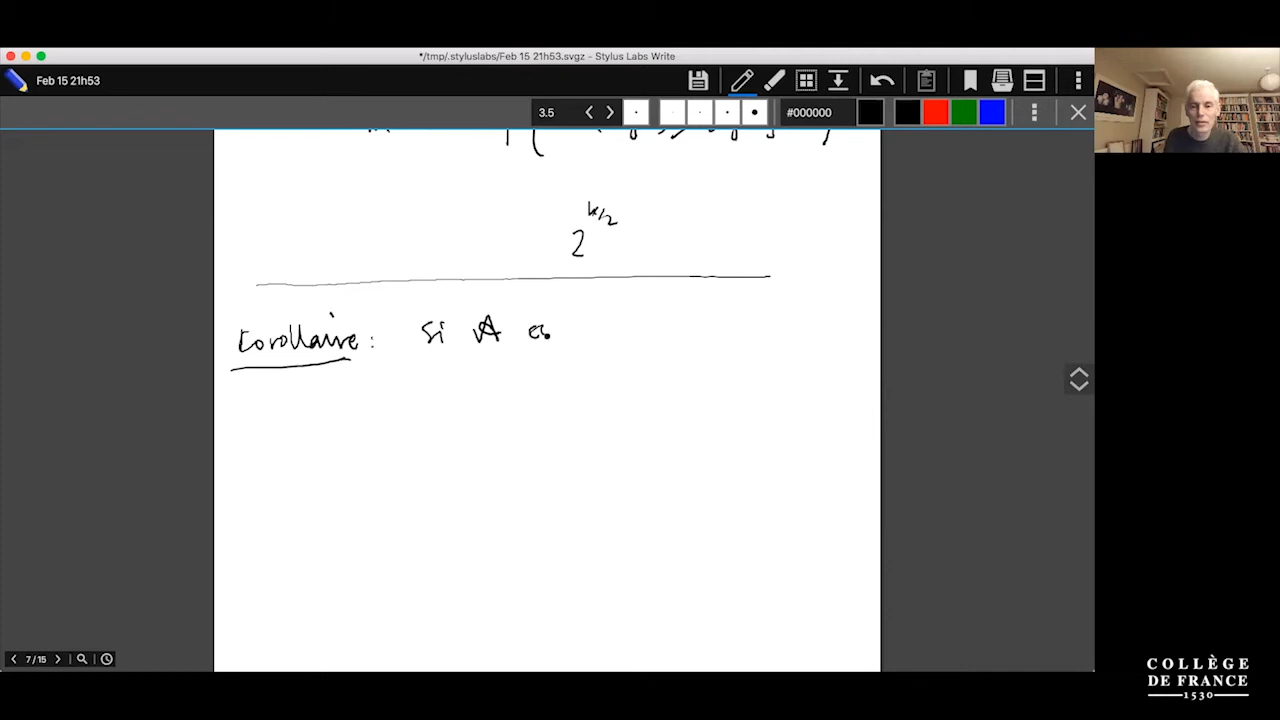 */tmp/.styluslabs/Feb 15 21h53.svgz - Stylus Labs Write
Feb 15 21h53
3.5
#000000
2^{k/2}
Corollaire : Si A es
7/15
COLLÈGE
DE FRANCE
1530